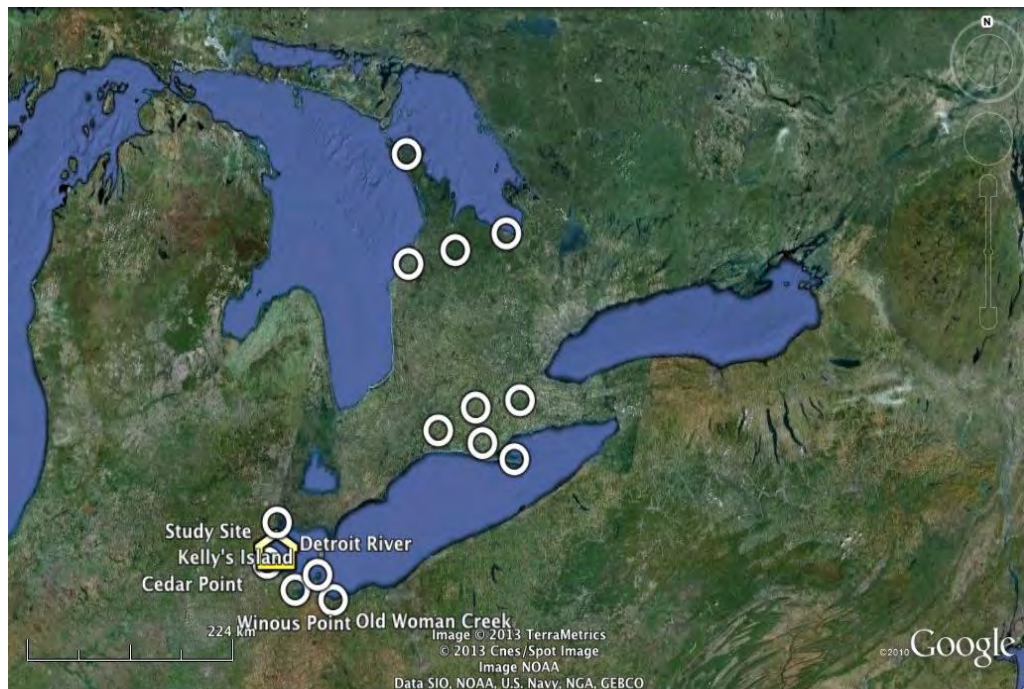 N
Study Site
Detroit River
Kelly's Island
Cedar Point
Winous Point
Old Woman Creek
224 km
Image © 2013 TerraMetrics
© 2013 Cnes/Spot Image
Image NOAA
Data SIO, NOAA, U.S. Navy, NGA, GEBCO
©2010 Google